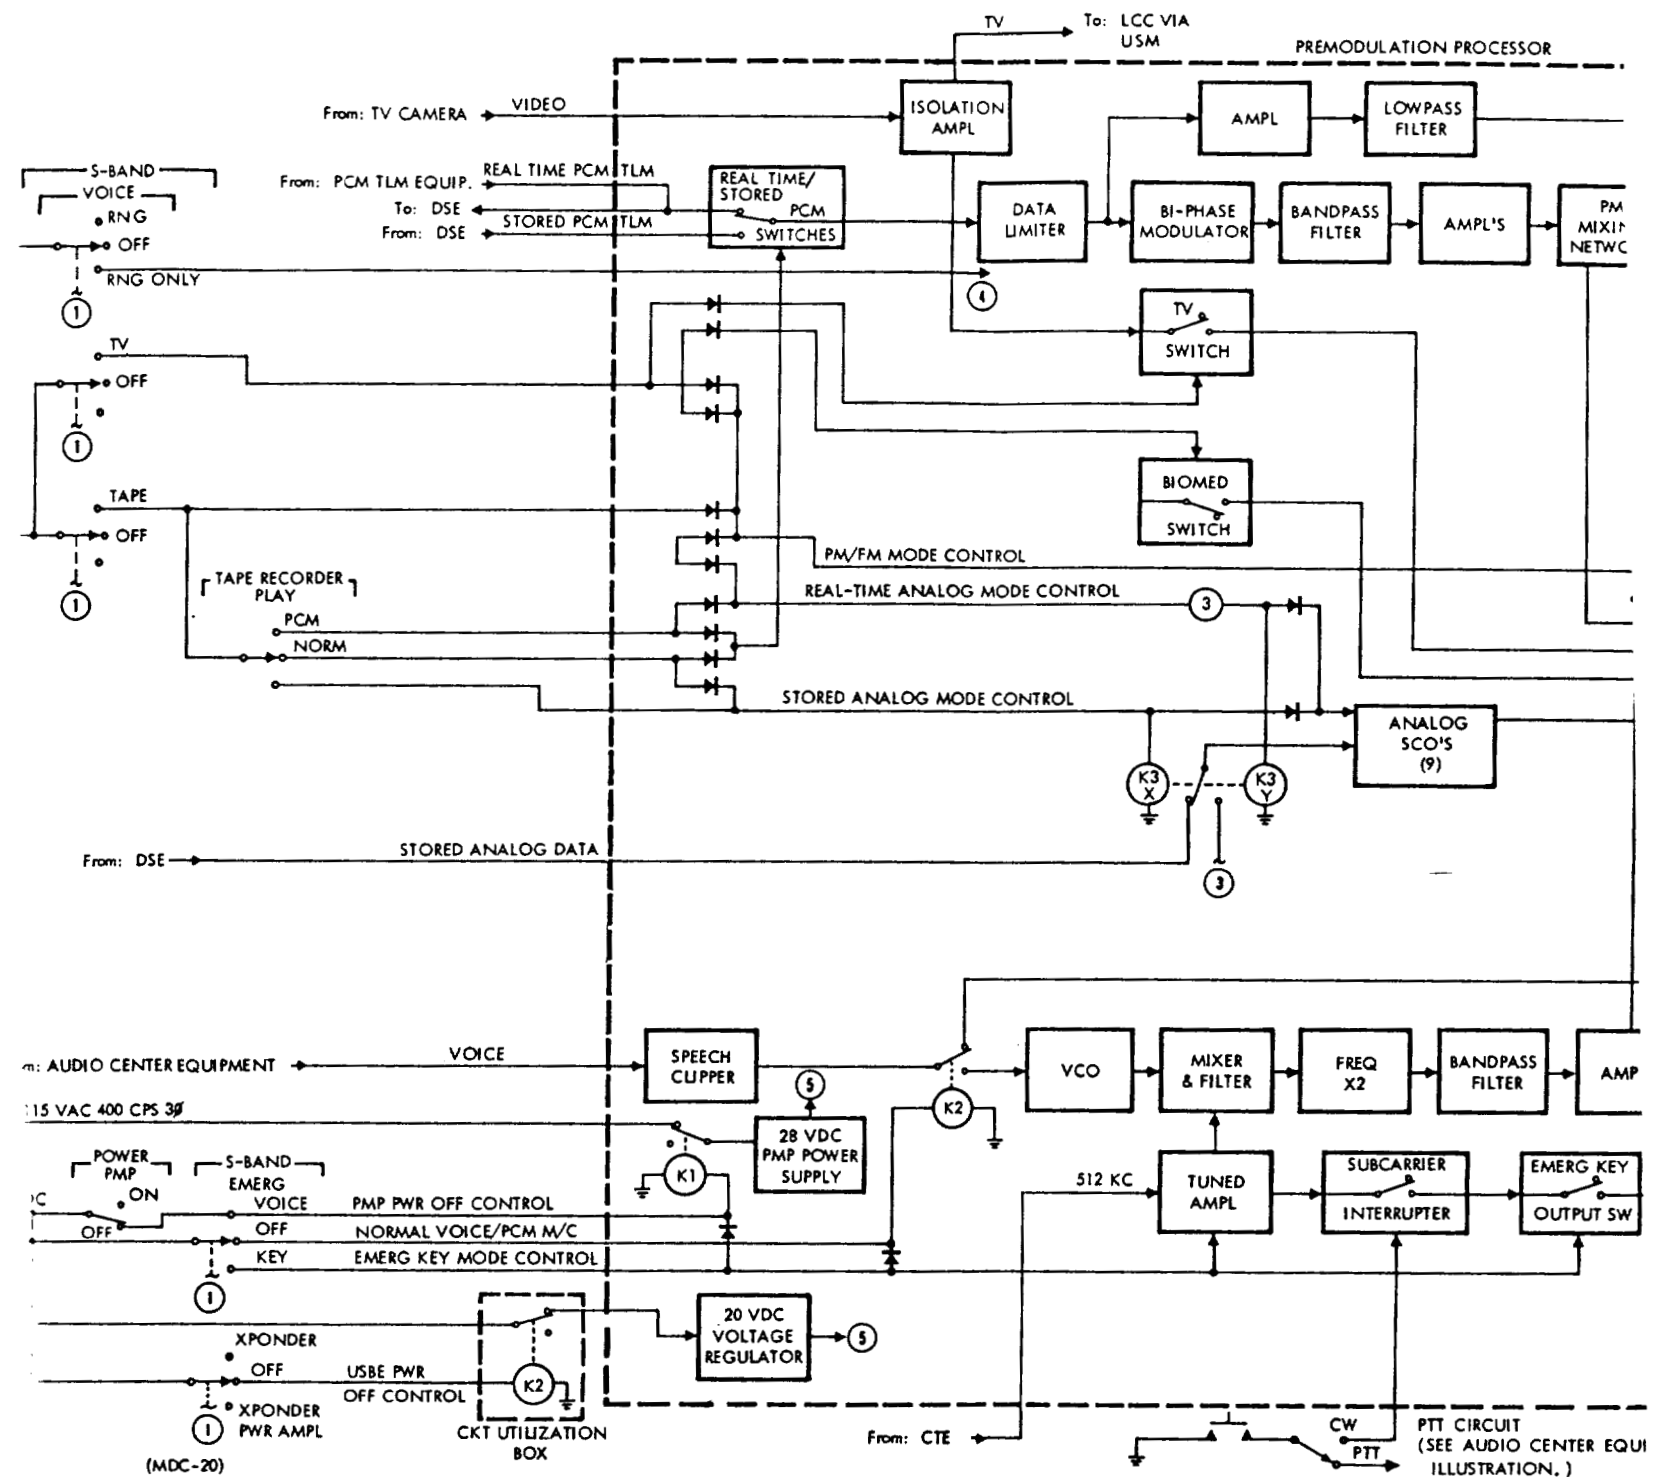 TV
To: LCC VIA
USM
PREMODULATION PROCESSOR
From: TV CAMERA
VIDEO
ISOLATION
AMPL
AMPL
LOWPASS
FILTER
S-BAND
VOICE
RNG
OFF
RNG ONLY
1
From: PCM TLM EQUIP.
REAL TIME PCM TLM
To: DSE
STORED PCM TLM
From: DSE
REAL TIME/
STORED
PCM
SWITCHES
DATA
LIMITER
BI-PHASE
MODULATOR
BANDPASS
FILTER
AMPL'S
PM
MIXIN
NETWC
4
TV
OFF
1
TV
SWITCH
BIOMED
SWITCH
TAPE
OFF
1
TAPE RECORDER
PLAY
PCM
NORM
PM/FM MODE CONTROL
REAL-TIME ANALOG MODE CONTROL
3
STORED ANALOG MODE CONTROL
ANALOG
SCO'S
(9)
K3
X
K3
Y
From: DSE
STORED ANALOG DATA
3
m: AUDIO CENTER EQUIPMENT
VOICE
SPEECH
CLIPPER
5
K2
VCO
MIXER
& FILTER
FREQ
X2
BANDPASS
FILTER
AMP
115 VAC 400 CPS 3Ø
28 VDC
PMP POWER
SUPPLY
K1
POWER
PMP
ON
OFF
S-BAND
EMERG
VOICE
OFF
KEY
1
PMP PWR OFF CONTROL
NORMAL VOICE/PCM M/C
EMERG KEY MODE CONTROL
512 KC
TUNED
AMPL
SUBCARRIER
INTERRUPTER
EMERG KEY
OUTPUT SW
20 VDC
VOLTAGE
REGULATOR
5
XPONDER
OFF
XPONDER
PWR AMPL
1
USBE PWR
OFF CONTROL
K2
CKT UTILIZATION
BOX
(MDC-20)
From: CTE
CW
PTT
PTT CIRCUIT
(SEE AUDIO CENTER EQUI
ILLUSTRATION.)